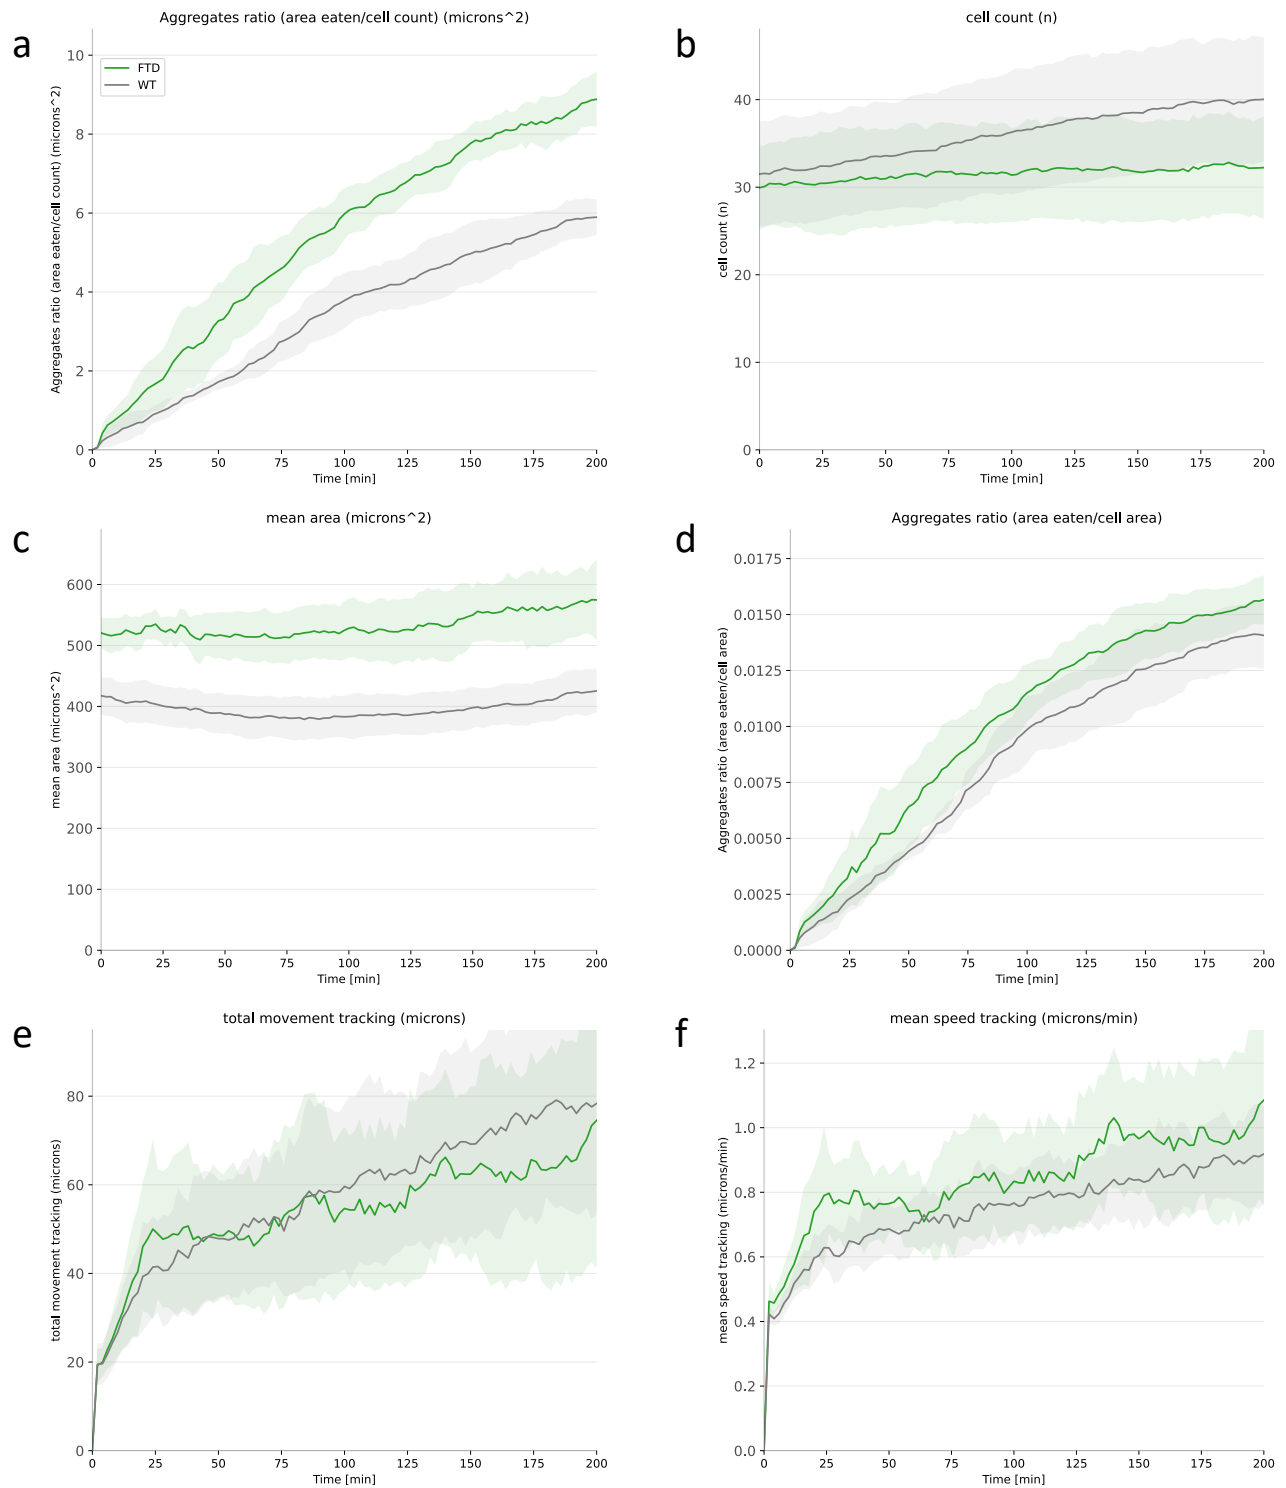 a
Aggregates ratio (area eaten/cell count) (microns^2)
Aggregates ratio (area eaten/cell count) (microns^2)
10
8
6
4
2
0
FTD
WT
0 25 50 75 100 125 150 175 200
Time [min]
b
cell count (n)
cell count (n)
40
30
20
10
0
0 25 50 75 100 125 150 175 200
Time [min]
c
mean area (microns^2)
mean area (microns^2)
600
500
400
300
200
100
0
0 25 50 75 100 125 150 175 200
Time [min]
d
Aggregates ratio (area eaten/cell area)
Aggregates ratio (area eaten/cell area)
0.0175
0.0150
0.0125
0.0100
0.0075
0.0050
0.0025
0.0000
0 25 50 75 100 125 150 175 200
Time [min]
e
total movement tracking (microns)
total movement tracking (microns)
80
60
40
20
0
0 25 50 75 100 125 150 175 200
Time [min]
f
mean speed tracking (microns/min)
mean speed tracking (microns/min)
1.2
1.0
0.8
0.6
0.4
0.2
0.0
0 25 50 75 100 125 150 175 200
Time [min]